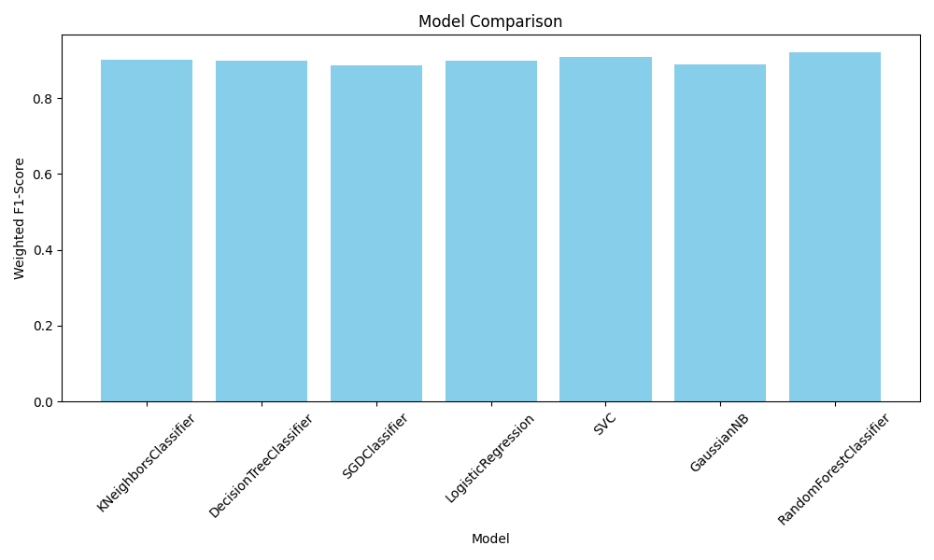 Model Comparison
Weighted F1-Score
0.8
0.6
0.4
0.2
0.0
KNeighborsClassifier
DecisionTreeClassifier
SGDClassifier
LogisticRegression
SVC
GaussianNB
RandomForestClassifier
Model